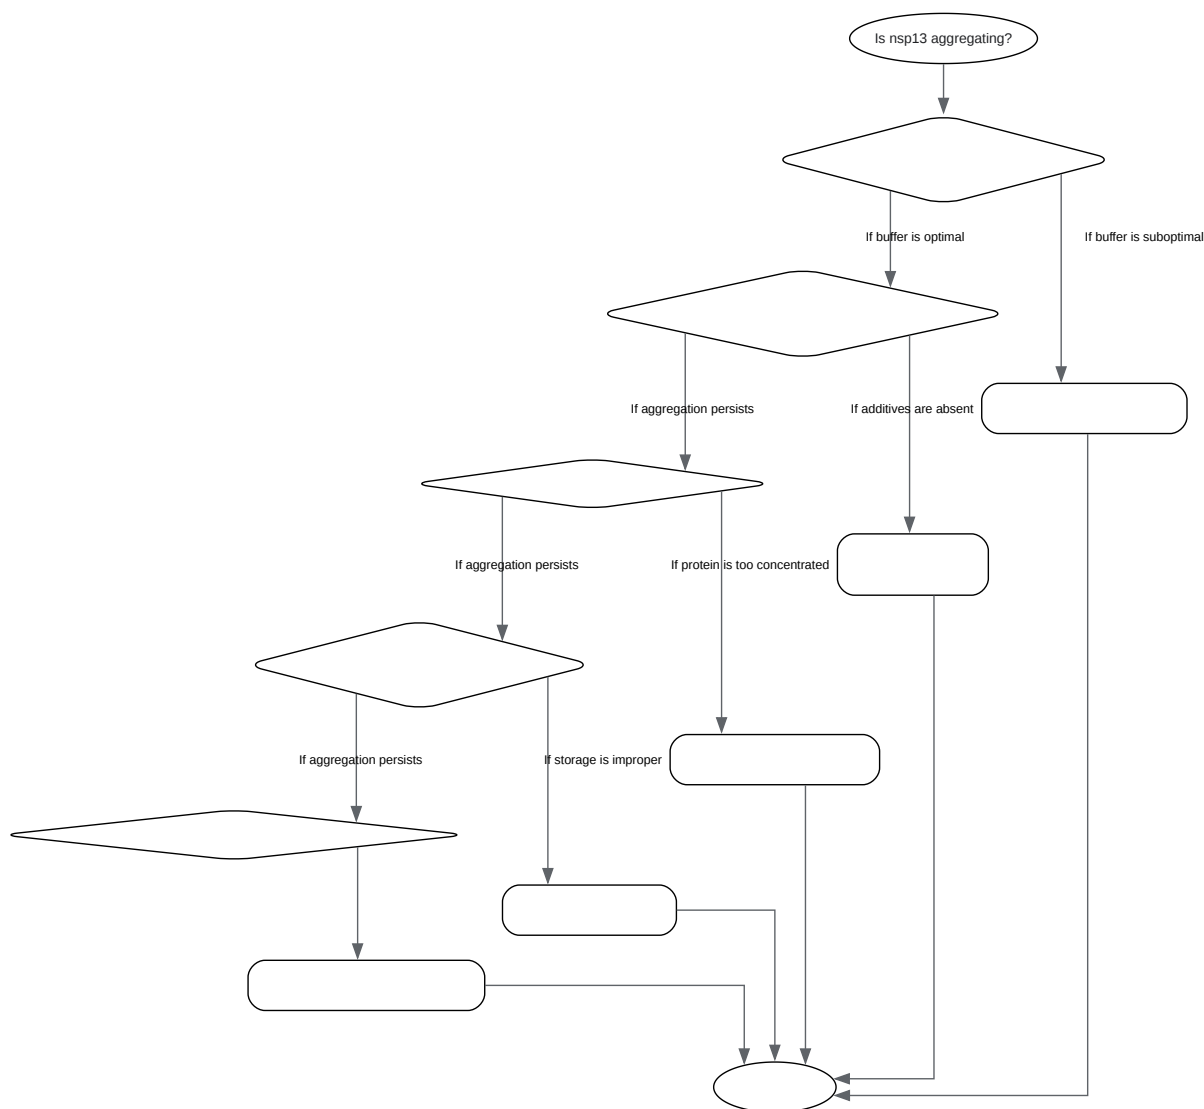 Is nsp13 aggregating?
If buffer is optimal
If buffer is suboptimal
If aggregation persists
If additives are absent
If aggregation persists
If protein is too concentrated
If aggregation persists
If storage is improper